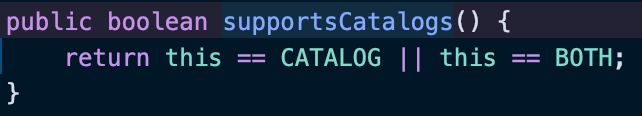 public boolean supportsCatalogs() {
    return this == CATALOG || this == BOTH;
}